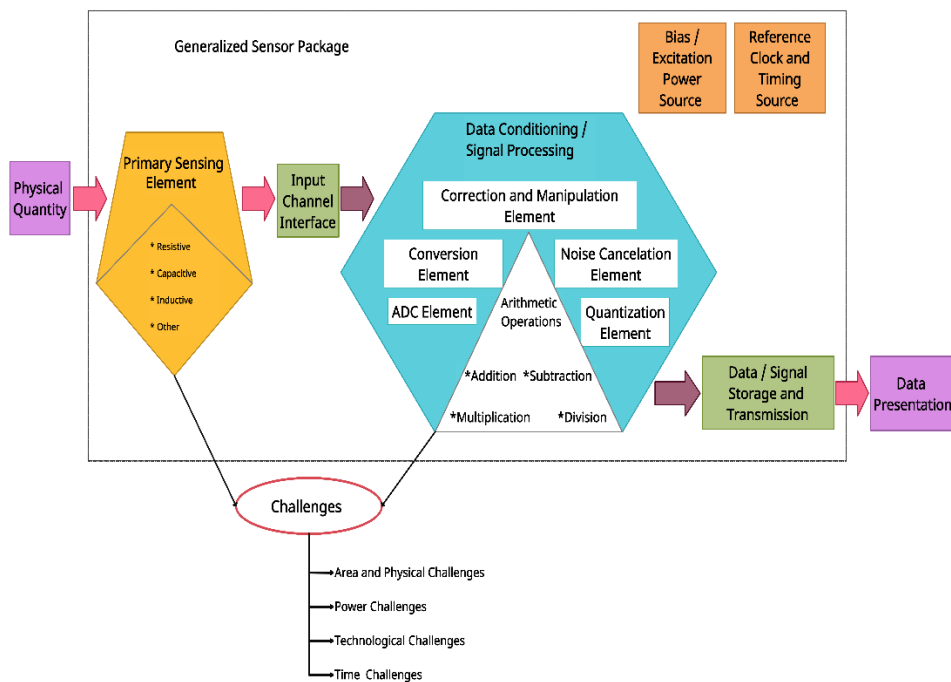 Generalized Sensor Package
Bias /
Excitation
Power
Source
Reference
Clock and
Timing
Source
Physical
Quantity
Primary Sensing
Element
* Resistive
* Capacitive
* Inductive
* Other
Input
Channel
Interface
Data Conditioning /
Signal Processing
Correction and Manipulation
Element
Conversion
Element
Noise Cancelation
Element
ADC Element
Quantization
Element
Arithmetic
Operations
*Addition *Subtraction
*Multiplication *Division
Data / Signal
Storage and
Transmission
Data
Presentation
Challenges
Area and Physical Challenges
Power Challenges
Technological Challenges
Time Challenges